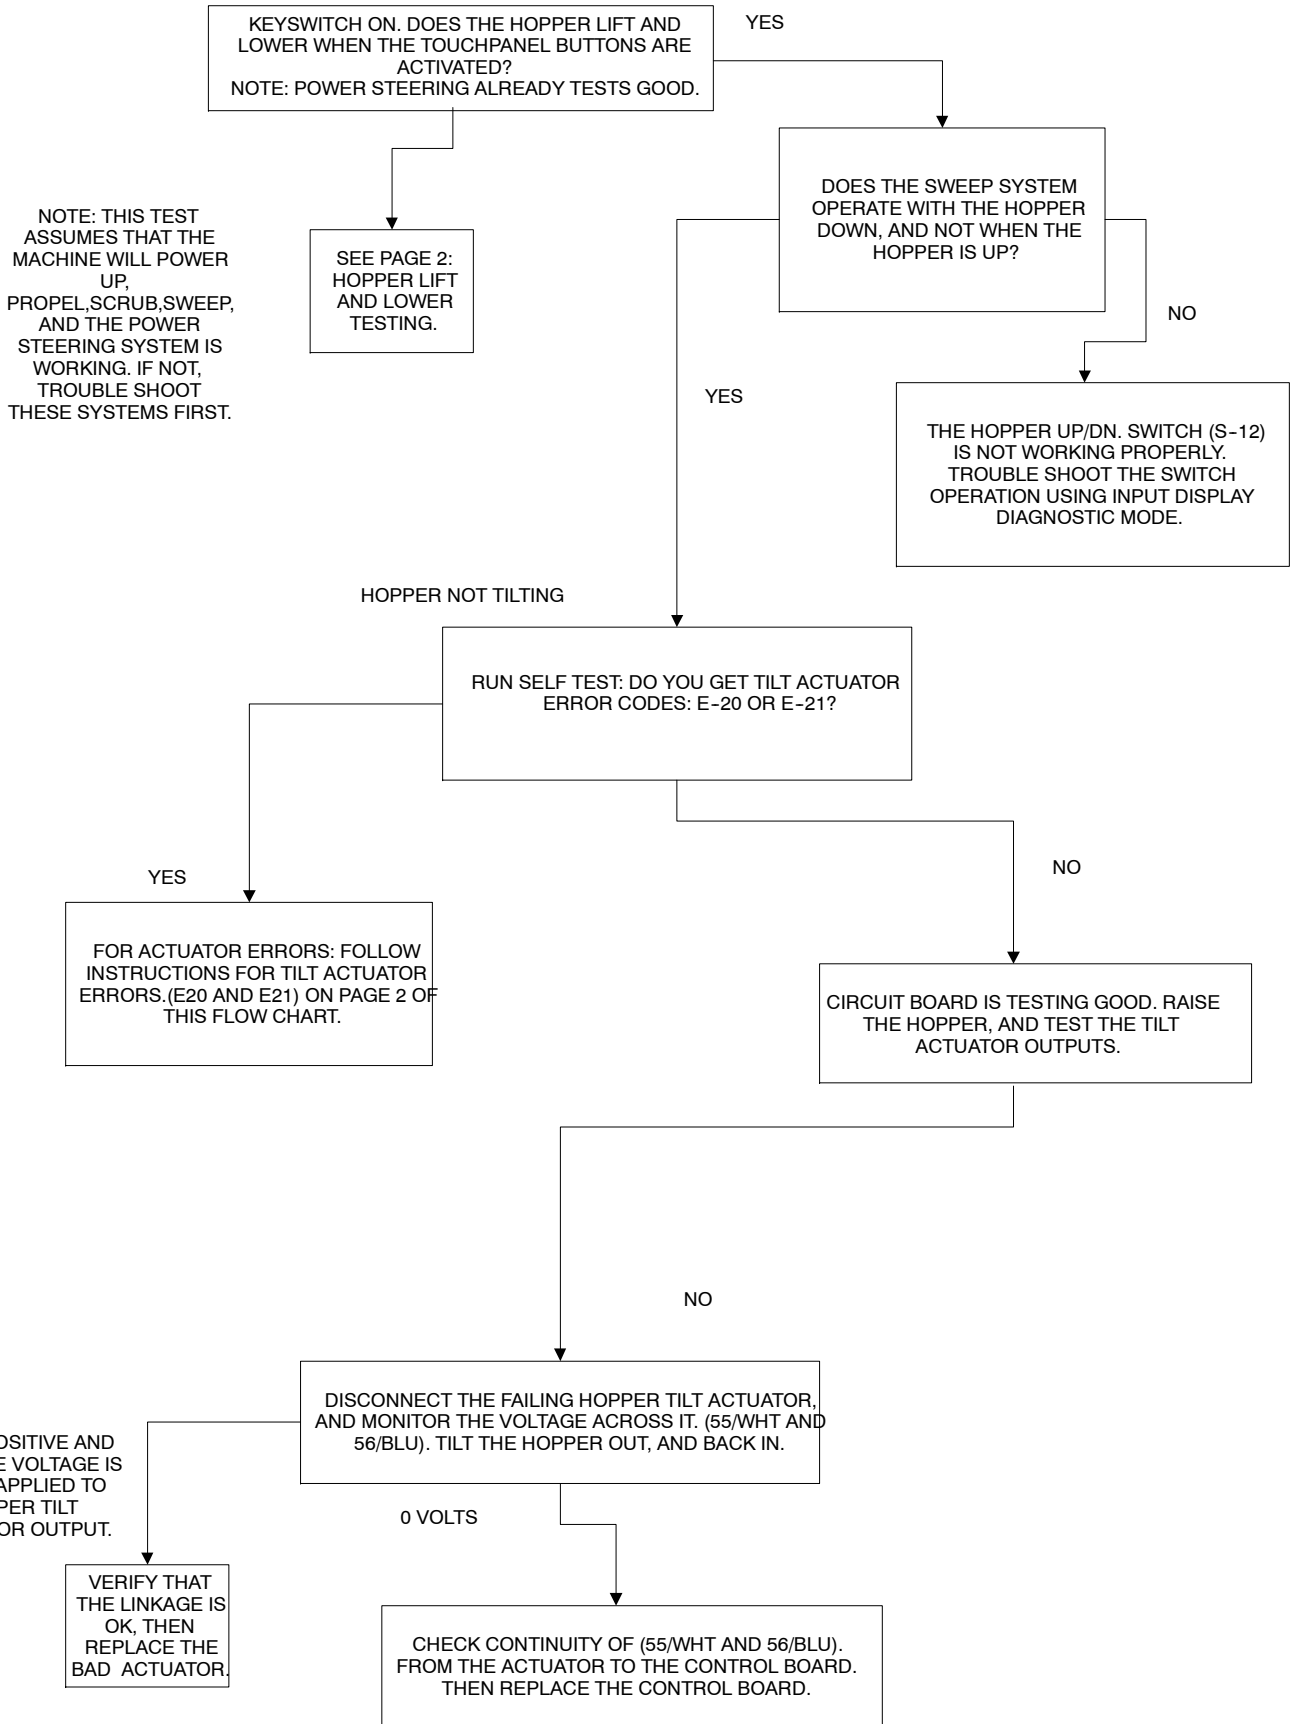 KEYSWITCH ON. DOES THE HOPPER LIFT AND
LOWER WHEN THE TOUCHPANEL BUTTONS ARE
ACTIVATED?
NOTE: POWER STEERING ALREADY TESTS GOOD.
YES
DOES THE SWEEP SYSTEM
OPERATE WITH THE HOPPER
DOWN, AND NOT WHEN THE
HOPPER IS UP?
NOTE: THIS TEST
ASSUMES THAT THE
MACHINE WILL POWER
UP,
PROPEL,SCRUB,SWEEP,
AND THE POWER
STEERING SYSTEM IS
WORKING. IF NOT,
TROUBLE SHOOT
THESE SYSTEMS FIRST.
SEE PAGE 2:
HOPPER LIFT
AND LOWER
TESTING.
NO
YES
THE HOPPER UP/DN. SWITCH (S-12)
IS NOT WORKING PROPERLY.
TROUBLE SHOOT THE SWITCH
OPERATION USING INPUT DISPLAY
DIAGNOSTIC MODE.
HOPPER NOT TILTING
RUN SELF TEST: DO YOU GET TILT ACTUATOR
ERROR CODES: E-20 OR E-21?
YES
NO
FOR ACTUATOR ERRORS: FOLLOW
INSTRUCTIONS FOR TILT ACTUATOR
ERRORS.(E20 AND E21) ON PAGE 2 OF
THIS FLOW CHART.
CIRCUIT BOARD IS TESTING GOOD. RAISE
THE HOPPER, AND TEST THE TILT
ACTUATOR OUTPUTS.
NO
DISCONNECT THE FAILING HOPPER TILT ACTUATOR,
AND MONITOR THE VOLTAGE ACROSS IT. (55/WHT AND
56/BLU). TILT THE HOPPER OUT, AND BACK IN.
OSITIVE AND
E VOLTAGE IS
APPLIED TO
PER TILT
OR OUTPUT.
0 VOLTS
VERIFY THAT
THE LINKAGE IS
OK, THEN
REPLACE THE
BAD ACTUATOR.
CHECK CONTINUITY OF (55/WHT AND 56/BLU).
FROM THE ACTUATOR TO THE CONTROL BOARD.
THEN REPLACE THE CONTROL BOARD.